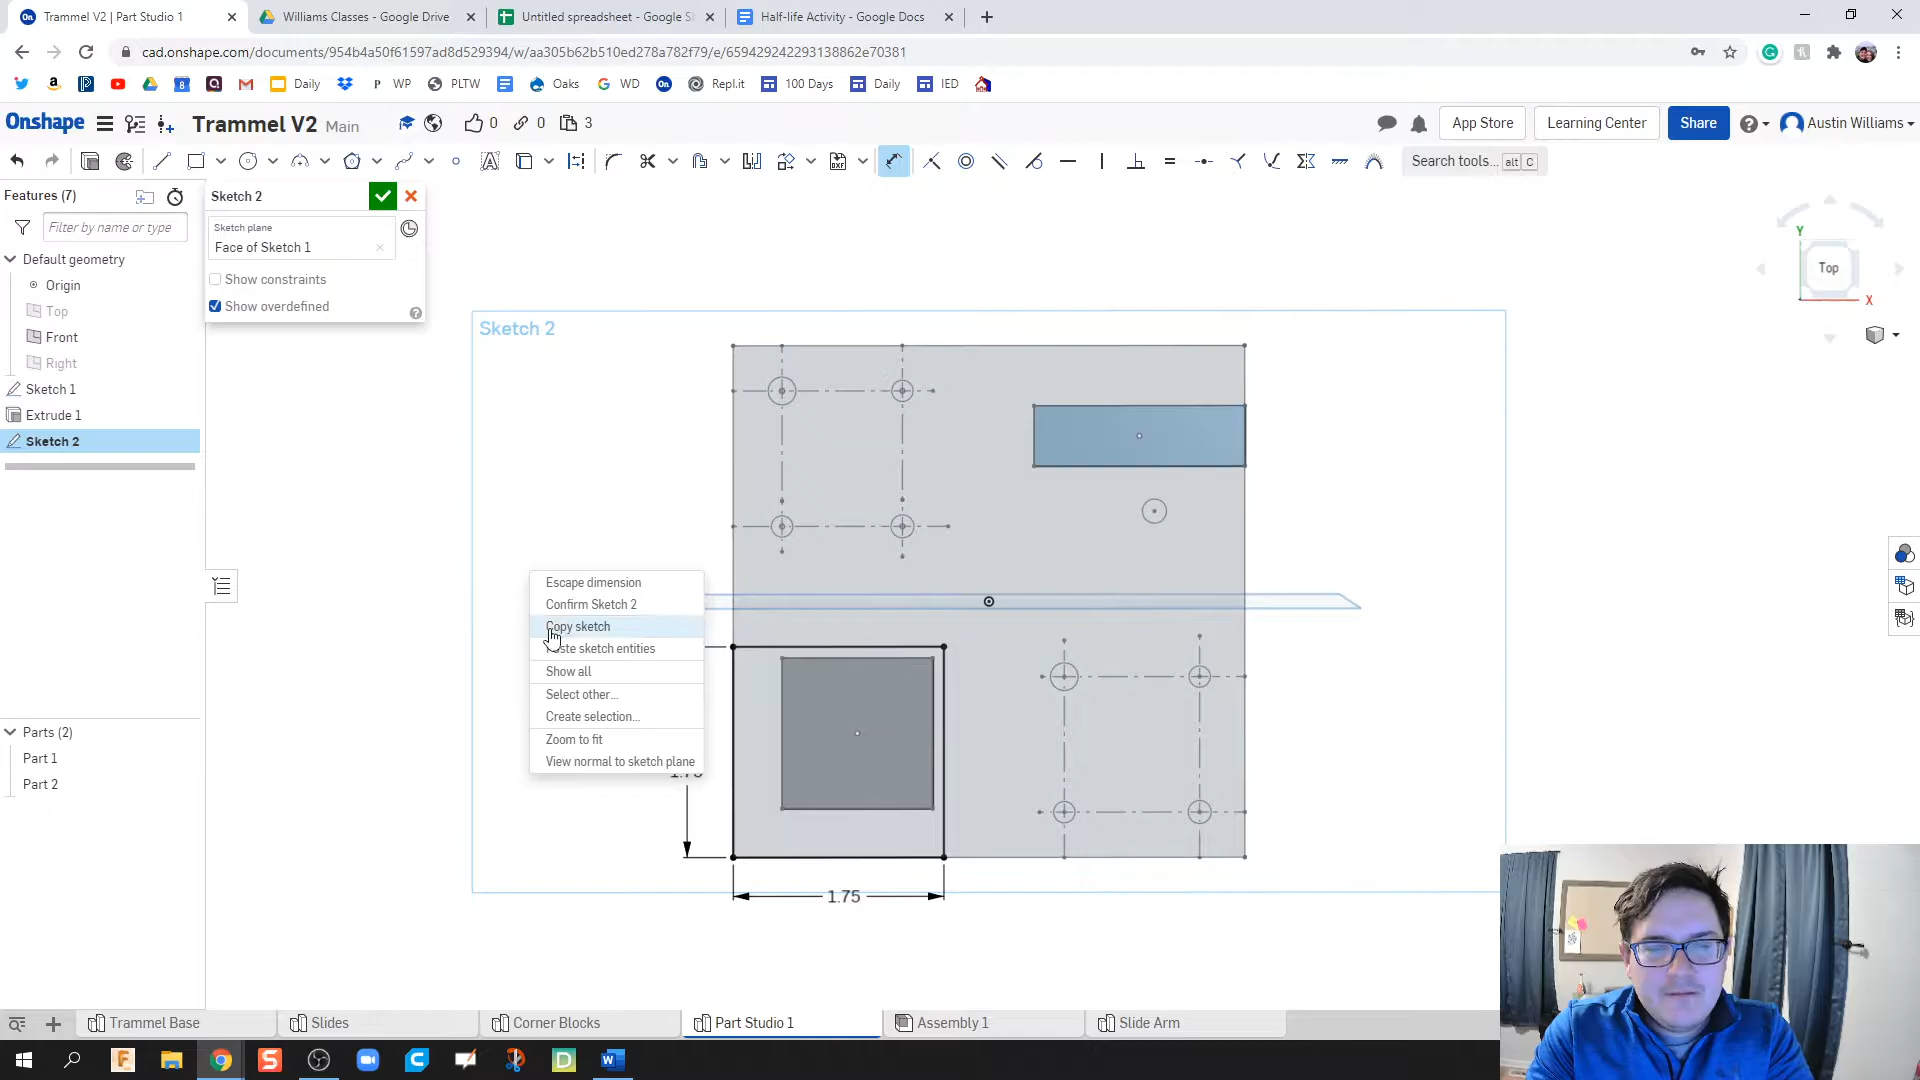 Trammel V2 | Part Studio 1
Williams Classes - Google Drive
Untitled spreadsheet - Google S
Half-life Activity - Google Docs
cad.onshape.com/documents/954b4a50f61597ad8d529394/w/aa305b62b510ed278a782f79/e/659429242293138862e70381
Daily
WP
PLTW
Oaks
WD
Repl.it
100 Days
Daily
IED
Onshape
Trammel V2 Main
0
0
3
App Store
Learning Center
Share
Austin Williams
Search tools... alt C
Features (7)
Filter by name or type
Default geometry
Origin
Top
Front
Right
Sketch 1
Extrude 1
Sketch 2
Parts (2)
Part 1
Part 2
Sketch 2
Sketch plane
Face of Sketch 1
Show constraints
Show overdefined
Sketch 2
Escape dimension
Confirm Sketch 2
Copy sketch
Paste sketch entities
Show all
Select other...
Create selection...
Zoom to fit
View normal to sketch plane
1.75
1.75
Y
Top
X
Trammel Base
Slides
Corner Blocks
Part Studio 1
Assembly 1
Slide Arm